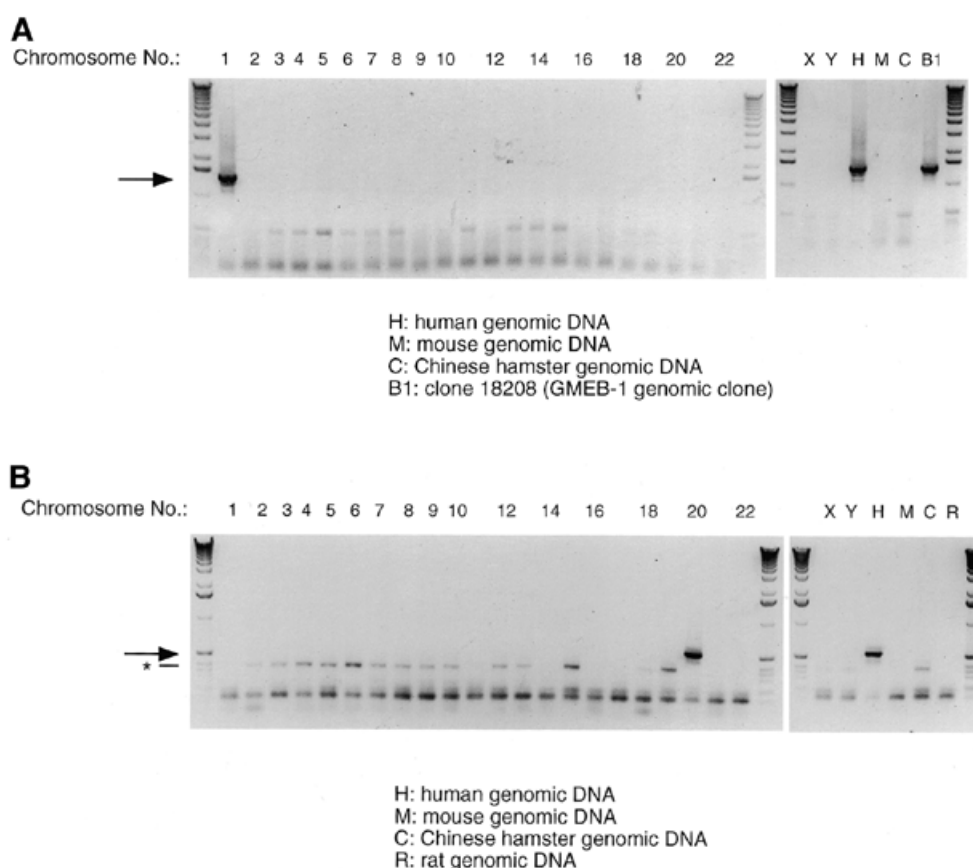 A
Chromosome No.: 1 2 3 4 5 6 7 8 9 10 12 14 18 20 22 X Y H M C B1
H: human genomic DNA
M: mouse genomic DNA
C: Chinese hamster genomic DNA
B1: clone 18208 (GMEB-1 genomic clone)
B
Chromosome No.: 1 2 3 4 5 6 7 8 9 10 12 14 16 18 20 22 X Y H M C R
*
H: human genomic DNA
M: mouse genomic DNA
C: Chinese hamster genomic DNA
R: rat genomic DNA